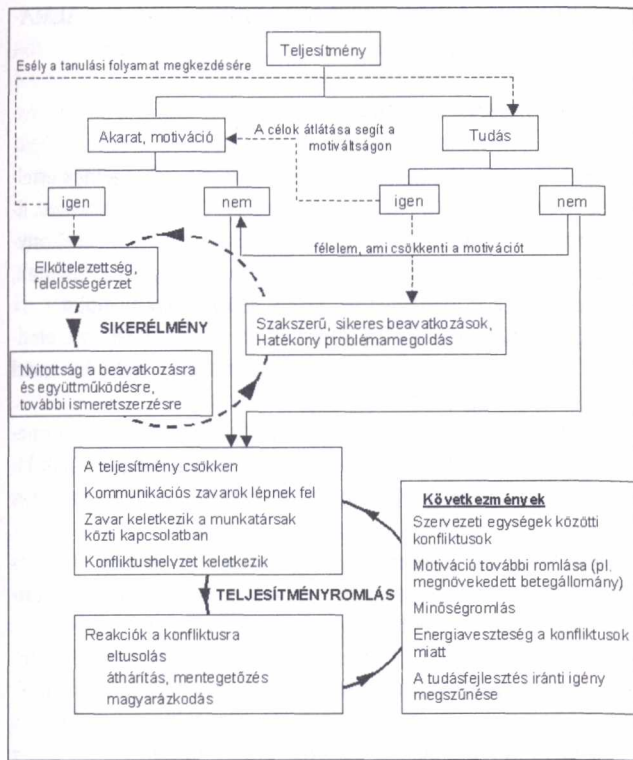 Teljesítmény
Esély a tanulási folyamat megkezdésére
Akarat, motiváció
A célok átlátása segít a
motiváltságon
Tudás
igen
nem
igen
nem
félelem, ami csökkenti a motivációt
Elkötelezettség,
felelősségérzet
SIKERÉLMÉNY
Szakszerű, sikeres beavatkozások,
Hatékony problémamegoldás
Nyitottság a beavatkozásra
és együttműködésre,
további ismeretszerzésre
A teljesítmény csökken
Kommunikációs zavarok lépnek fel
Zavar keletkezik a munkatársak
közti kapcsolatban
Konfliktushelyzet keletkezik
TELJESÍTMÉNYROMLÁS
Reakciók a konfliktusra
eltusolás
áthárítás, mentegetőzés
magyarázkodás
Következmények
Szervezeti egységek közötti
konfliktusok
Motiváció további romlása (pl.
megnövekedett betegállomány)
Minőségromlás
Energiaveszteség a konfliktusok
miatt
A tudásfejlesztés iránti igény
megszűnése